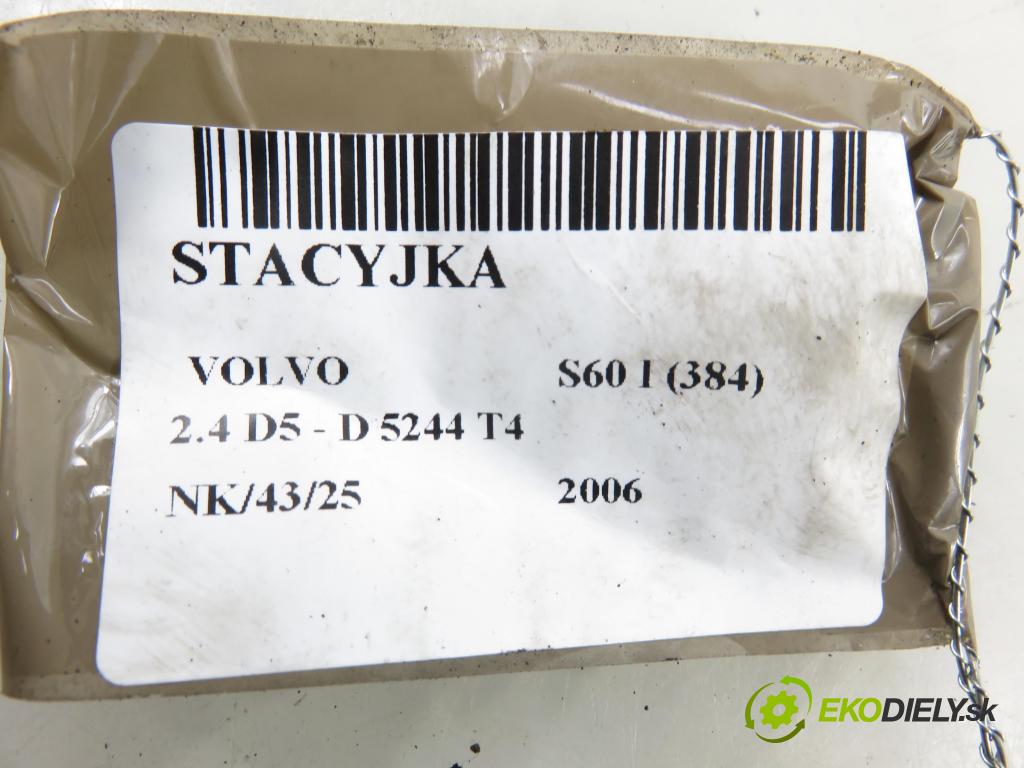 STACYJKA
VOLVO S60 I (384)
2.4 D5 - D 5244 T4
NK/43/25 2006
EKODIELY.sk